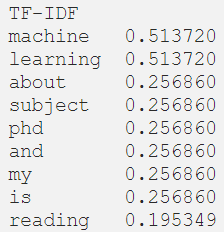 TF-IDF
machine 0.513720
learning 0.513720
about 0.256860
subject 0.256860
phd 0.256860
and 0.256860
my 0.256860
is 0.256860
reading 0.195349